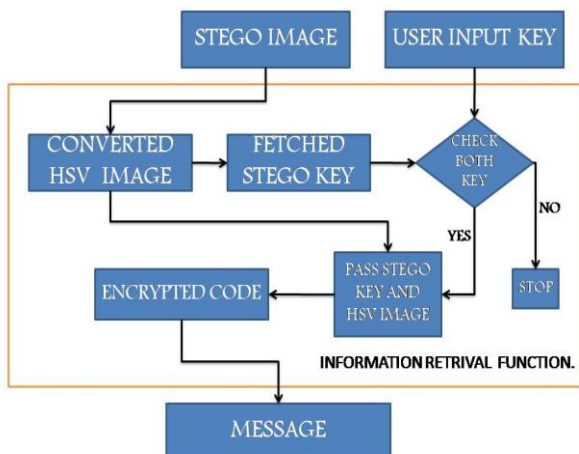 STEGO IMAGE
USER INPUT KEY
CONVERTED
HSV IMAGE
FETCHED
STEGO KEY
CHECK
BOTH
KEY
NO
YES
PASS STEGO
KEY AND
HSV IMAGE
ENCRYPTED CODE
STOP
INFORMATION RETRIVAL FUNCTION.
MESSAGE